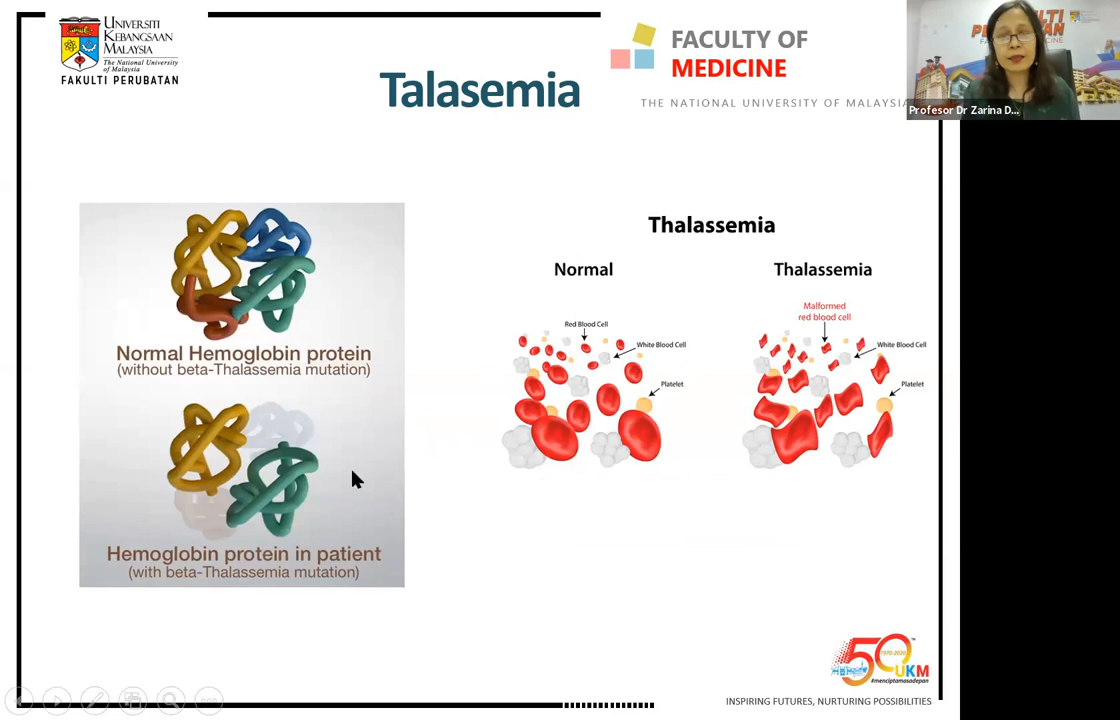 UNIVERSITI
KEBANGSAAN
MALAYSIA
The National University
of Malaysia
FAKULTI PERUBATAN
Talasemia
FACULTY OF
MEDICINE
THE NATIONAL UNIVERSITY OF MALAYSIA
Profesor Dr Zarina D...
Normal Hemoglobin protein
(without beta-Thalassemia mutation)
Hemoglobin protein in patient
(with beta-Thalassemia mutation)
Thalassemia
Normal
Red Blood Cell
White Blood Cell
Platelet
Thalassemia
Malformed
red blood cell
White Blood Cell
Platelet
50
1970-2020
UKM
#menciptamasadepan
INSPIRING FUTURES, NURTURING POSSIBILITIES